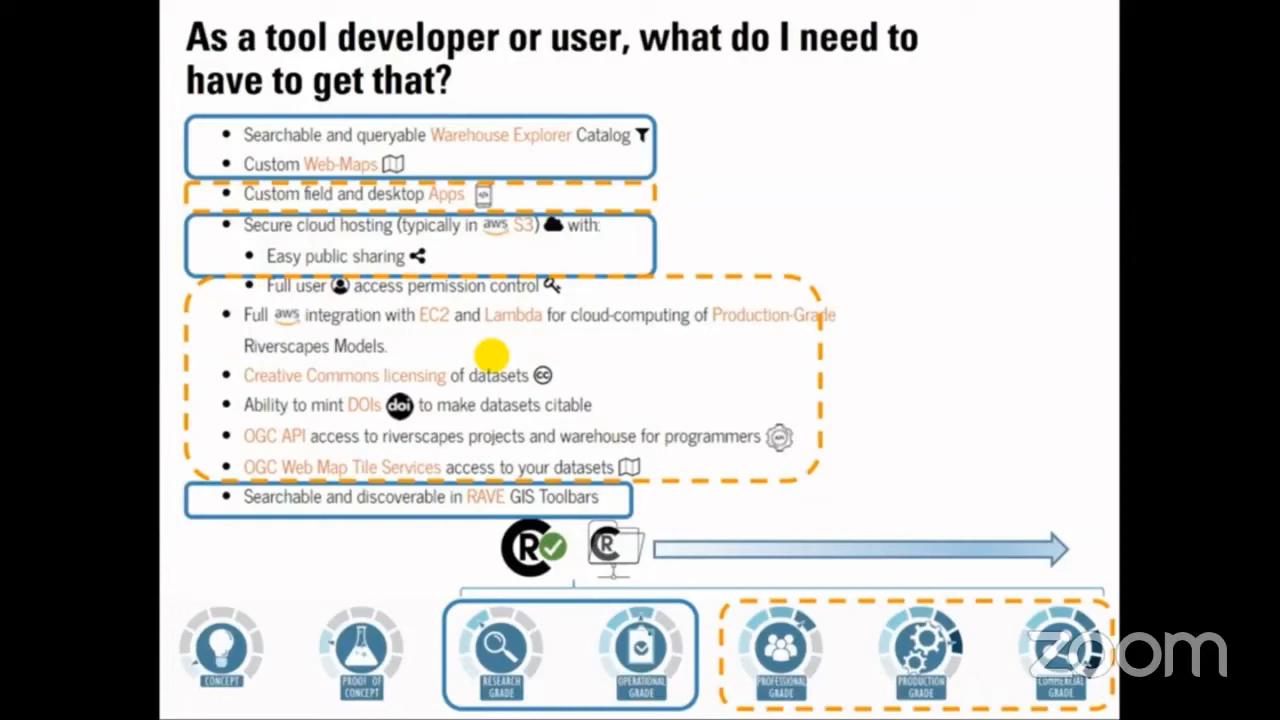 As a tool developer or user, what do I need to
have to get that?
• Searchable and queryable Warehouse Explorer Catalog
• Custom Web-Maps
• Custom field and desktop Apps
• Secure cloud hosting (typically in aws S3) with:
• Easy public sharing
• Full user access permission control
• Full aws integration with EC2 and Lambda for cloud-computing of Production-Grade
Riverscapes Models.
• Creative Commons licensing of datasets cc
• Ability to mint DOIs doi to make datasets citable
• OGC API access to riverscapes projects and warehouse for programmers API
• OGC Web Map Tile Services access to your datasets
• Searchable and discoverable in RAVE GIS Toolbars
CONCEPT
PROOF OF
CONCEPT
RESEARCH
GRADE
OPERATIONAL
GRADE
PROFESSIONAL
GRADE
PRODUCTION
GRADE
COMMERCIAL
GRADE
zoom